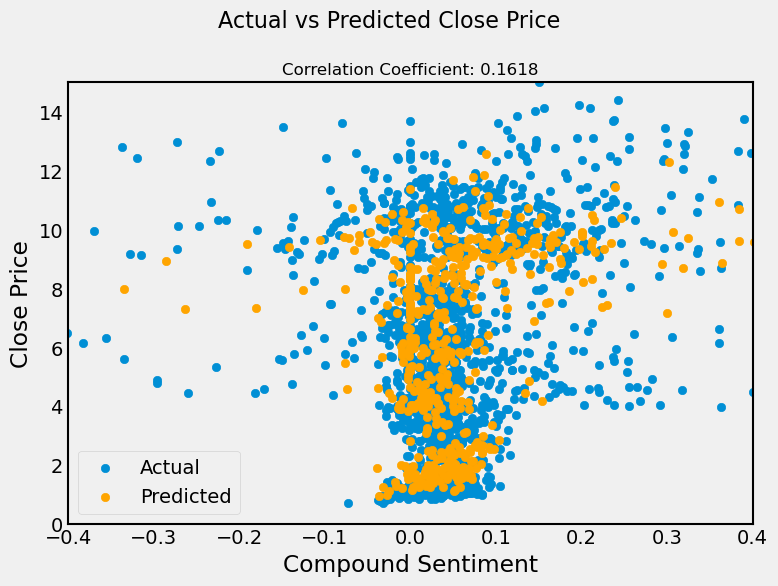 Actual vs Predicted Close Price
Correlation Coefficient: 0.1618
Close Price
14
12
10
8
6
4
2
0
Actual
Predicted
−0.4
−0.3
−0.2
−0.1
0.0
0.1
0.2
0.3
0.4
Compound Sentiment